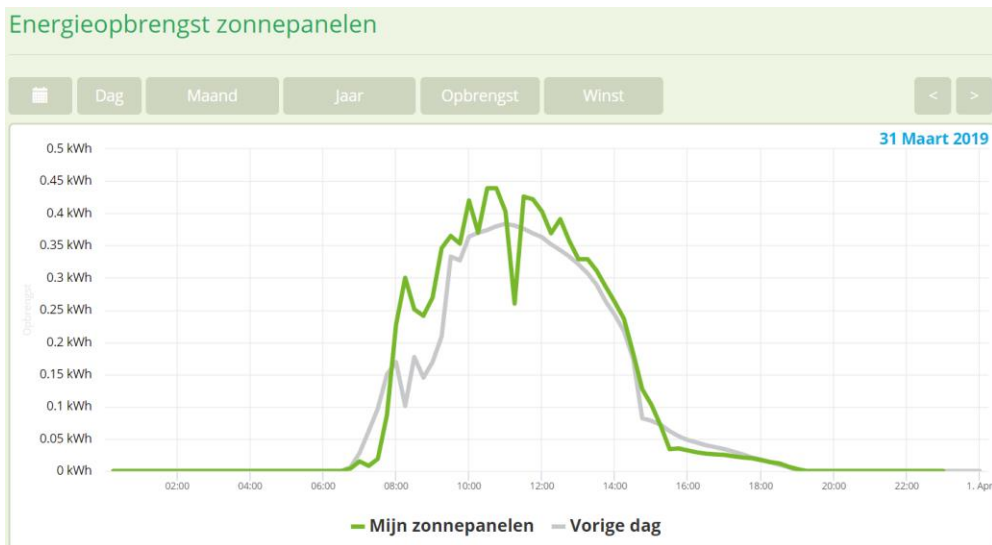 Energieopbrengst zonnepanelen
Dag Maand Jaar Opbrengst Winst < >
31 Maart 2019
0.5 kWh
0.45 kWh
0.4 kWh
0.35 kWh
0.3 kWh
0.25 kWh
0.2 kWh
0.15 kWh
0.1 kWh
0.05 kWh
0 kWh
Opbrengst
02:00 04:00 06:00 08:00 10:00 12:00 14:00 16:00 18:00 20:00 22:00 1. Apr
Mijn zonnepanelen Vorige dag